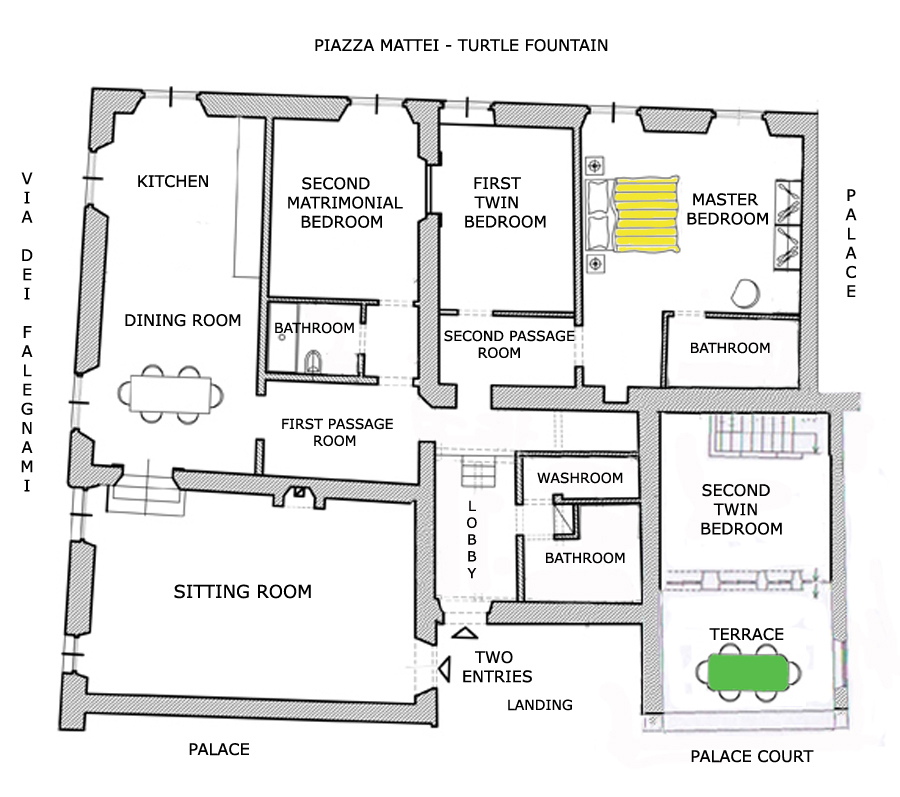 PIAZZA MATTEI - TURTLE FOUNTAIN
VIA DEI FALEGNAMI
KITCHEN
SECOND
MATRIMONIAL
BEDROOM
FIRST
TWIN
BEDROOM
MASTER
BEDROOM
PALACE
DINING ROOM
BATHROOM
SECOND PASSAGE
ROOM
BATHROOM
FIRST PASSAGE
ROOM
LOBBY
WASHROOM
BATHROOM
SECOND
TWIN
BEDROOM
SITTING ROOM
TERRACE
TWO
ENTRIES
LANDING
PALACE
PALACE COURT